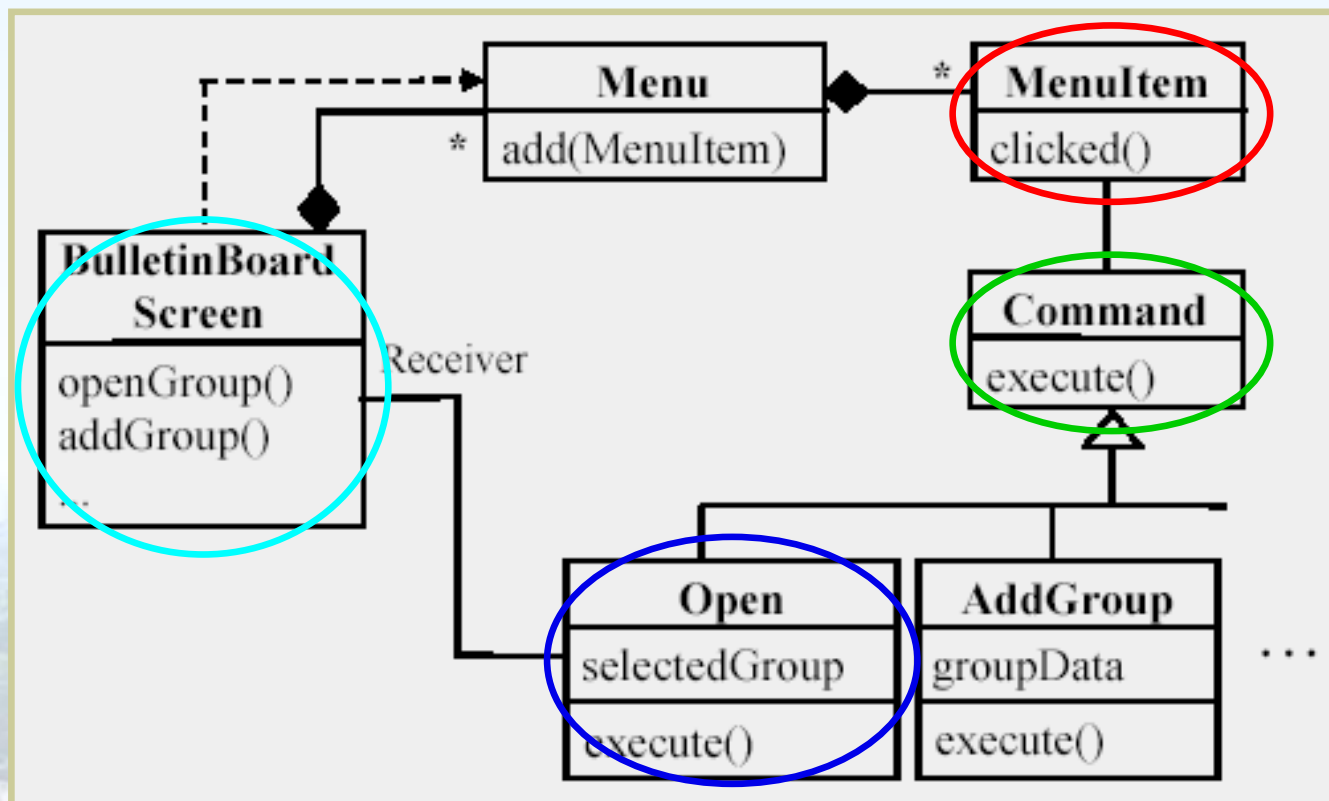 Menu
*
MenuItem
add(MenuItem)
*
clicked()
BulletinBoard
Screen
openGroup()
addGroup()
...
Receiver
Command
execute()
Open
selectedGroup
execute()
AddGroup
groupData
execute()
...